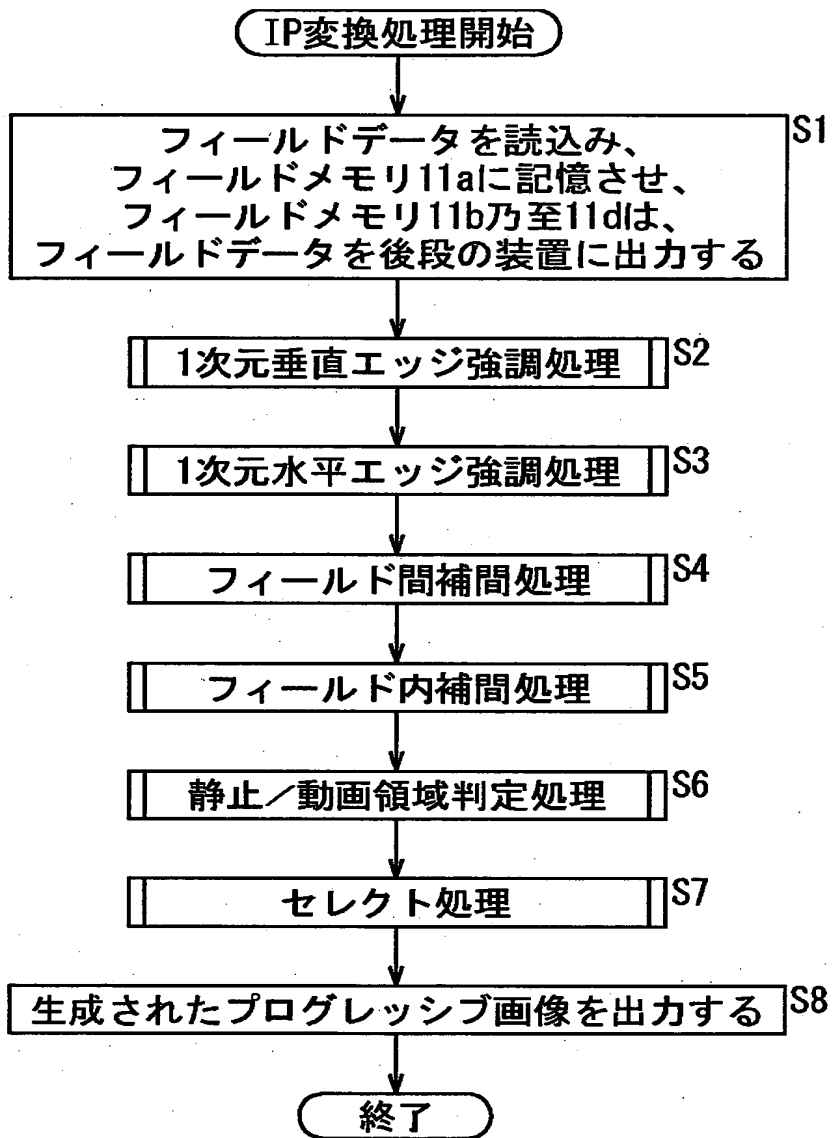 IP変換処理開始
フィールドデータを読込み、
フィールドメモリ11aに記憶させ、
フィールドメモリ11b乃至11dは、
フィールドデータを後段の装置に出力する
S1
1次元垂直エッジ強調処理
S2
1次元水平エッジ強調処理
S3
フィールド間補間処理
S4
フィールド内補間処理
S5
静止／動画領域判定処理
S6
セレクト処理
S7
生成されたプログレッシブ画像を出力する
S8
終了